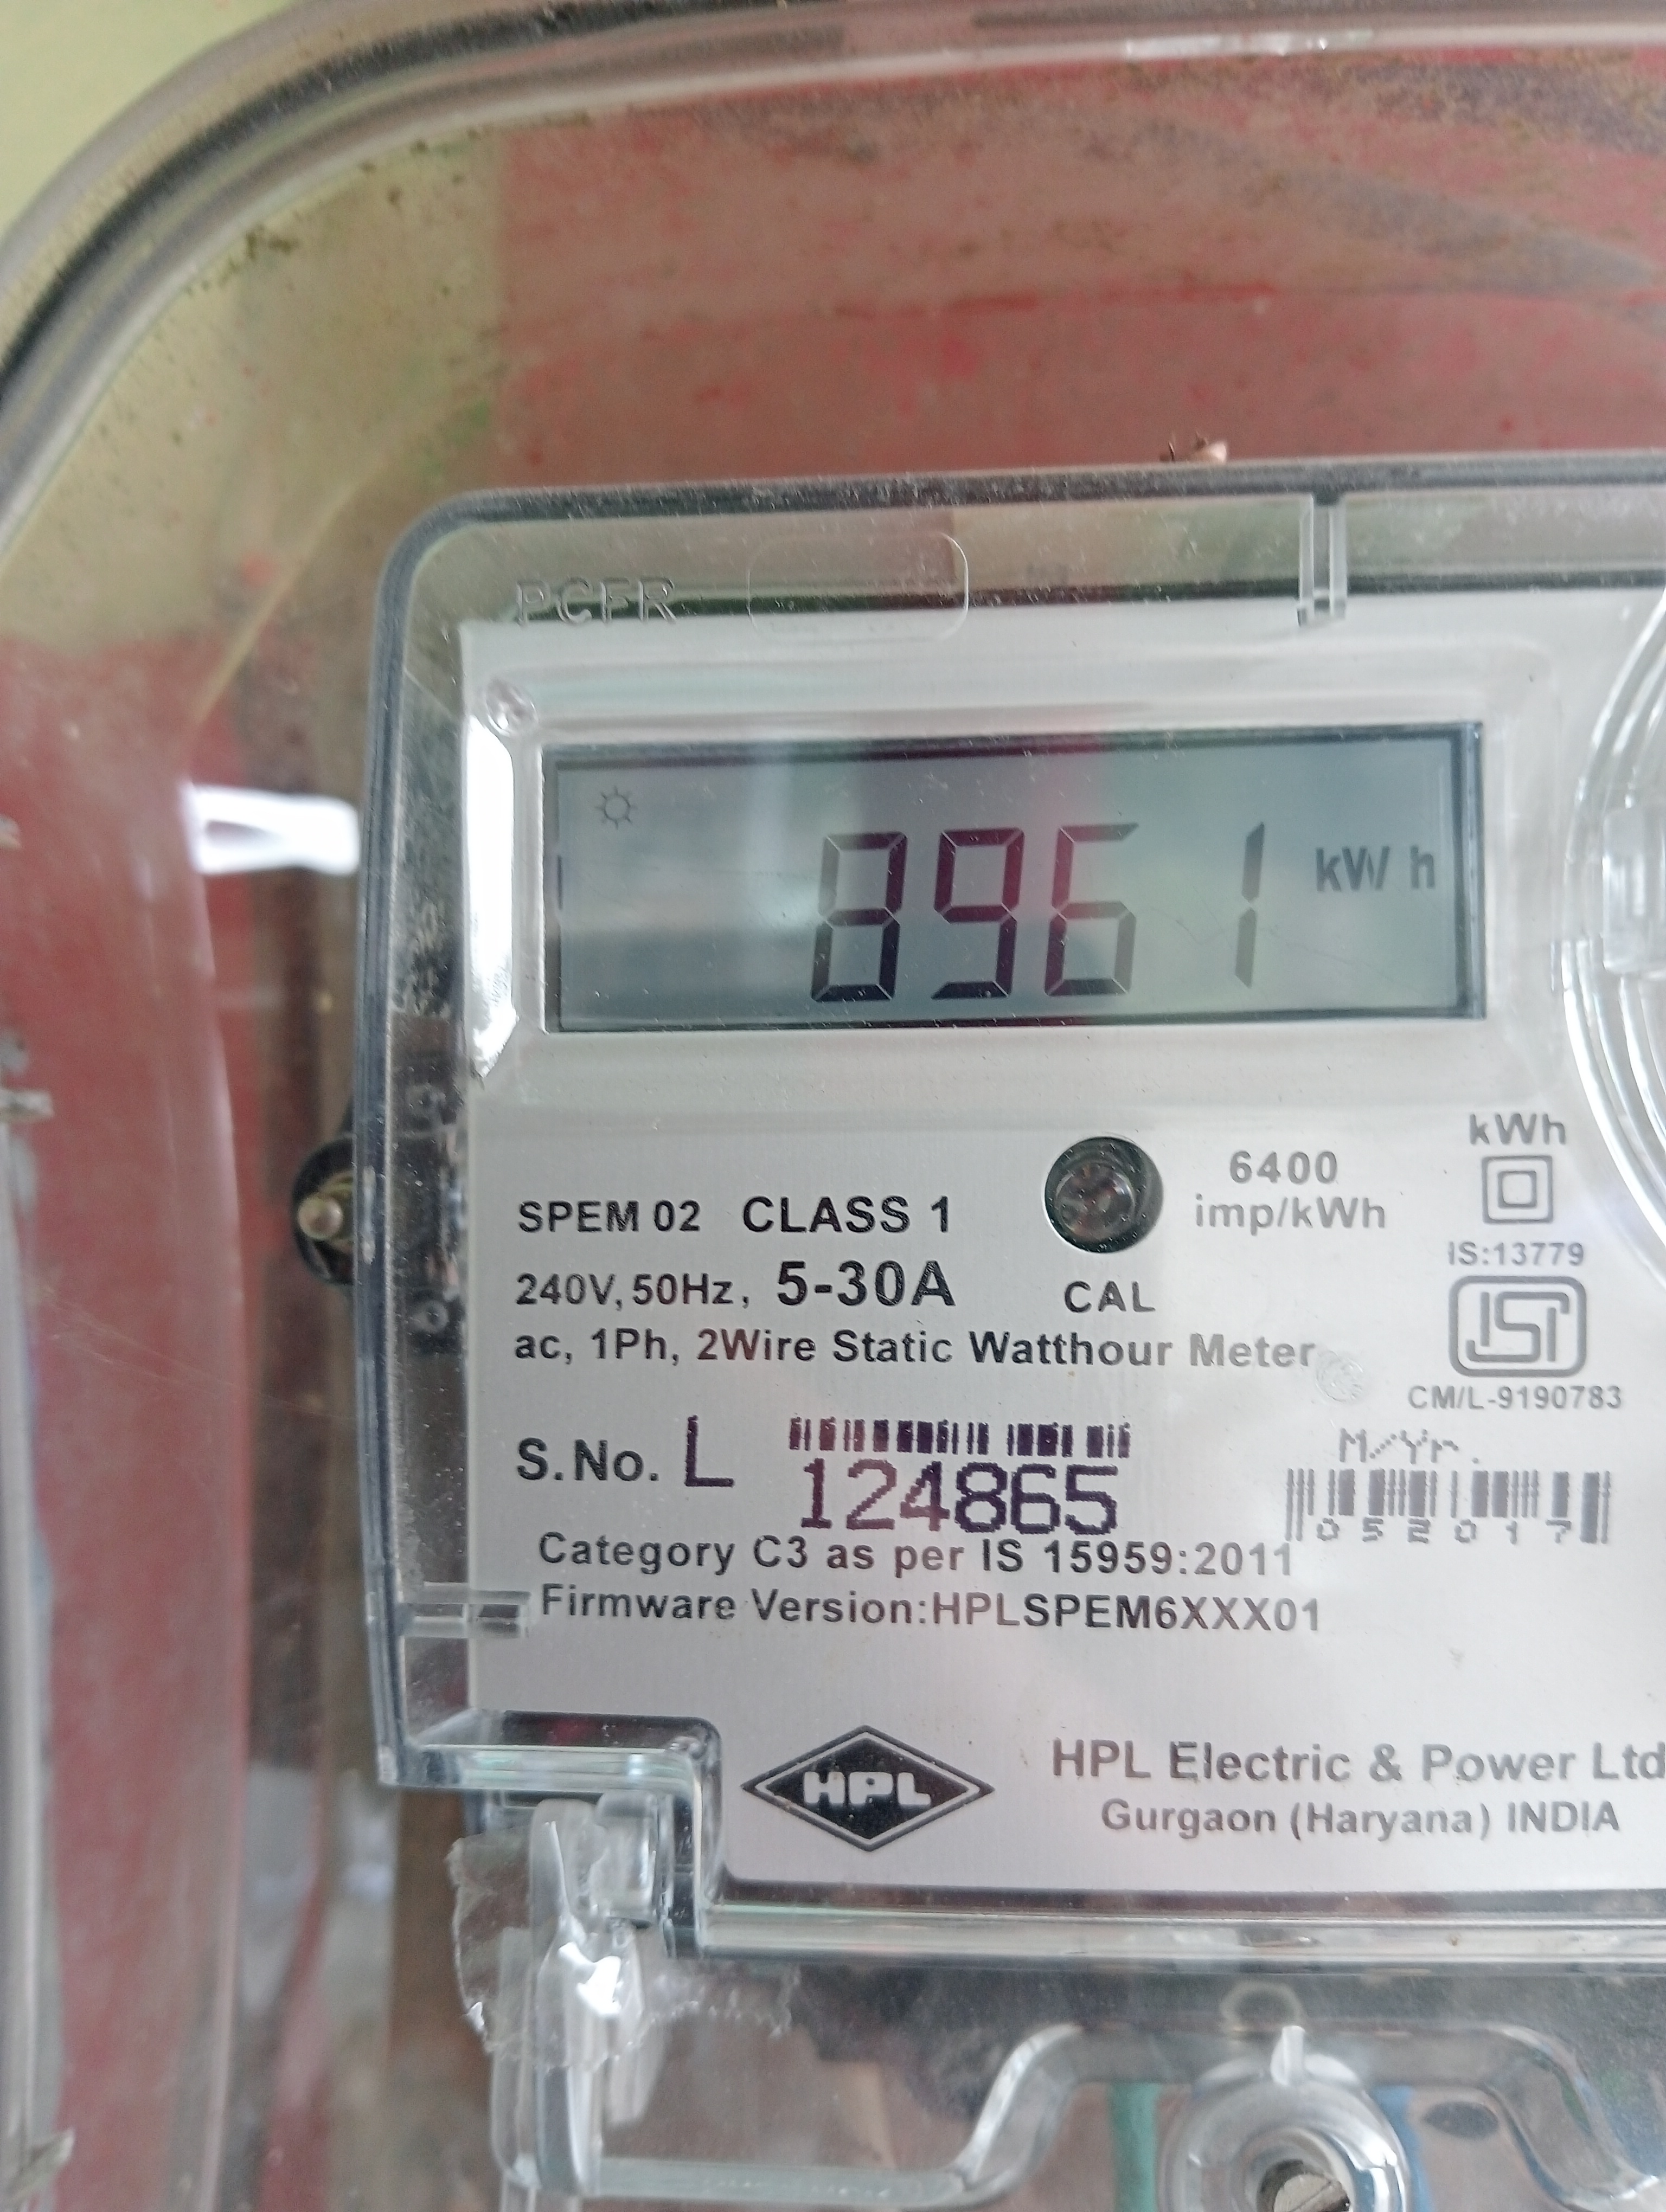 PCFR
8961 kW h
kWh
6400
imp/kWh
SPEM 02 CLASS 1
IS:13779
240V, 50Hz, 5-30A
CAL
ISI
ac, 1Ph, 2Wire Static Watthour Meter
CM/L-9190783
M/Yr.
S.No. L 124865
052017
Category C3 as per IS 15959:2011
Firmware Version:HPLSPEM6XXX01
HPL
HPL Electric & Power Ltd
Gurgaon (Haryana) INDIA